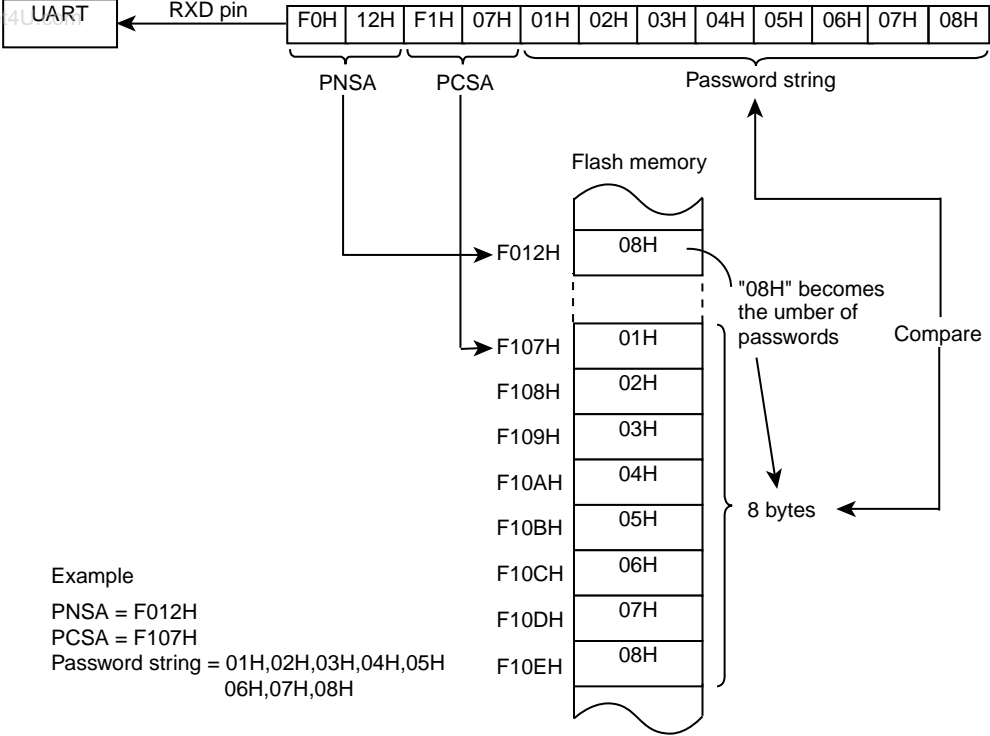 t4U.com
UART
RXD pin
F0H 12H F1H 07H 01H 02H 03H 04H 05H 06H 07H 08H
PNSA PCSA Password string
Flash memory
F012H 08H
"08H" becomes
the umber of
passwords
Compare
F107H 01H
F108H 02H
F109H 03H
F10AH 04H
F10BH 05H
F10CH 06H
F10DH 07H
F10EH 08H
8 bytes
Example
PNSA = F012H
PCSA = F107H
Password string = 01H,02H,03H,04H,05H
06H,07H,08H